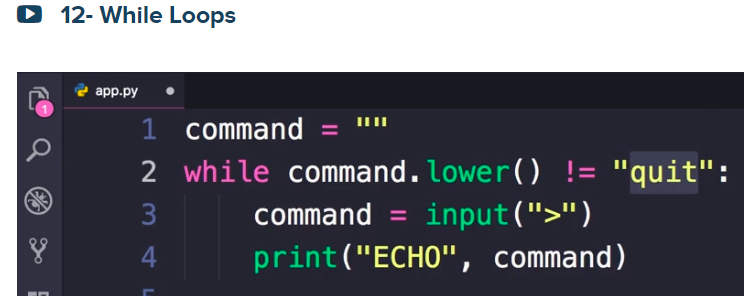 12- While Loops
app.py
1
1 command = ""
2 while command.lower() != "quit":
3     command = input(">")
4     print("ECHO", command)